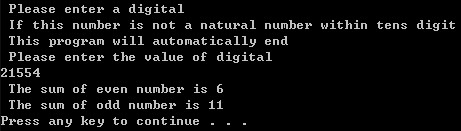 Please enter a digital
If this number is not a natural number within tens digit
This program will automatically end
Please enter the value of digital
21554
The sum of even number is 6
The sum of odd number is 11
Press any key to continue . . .